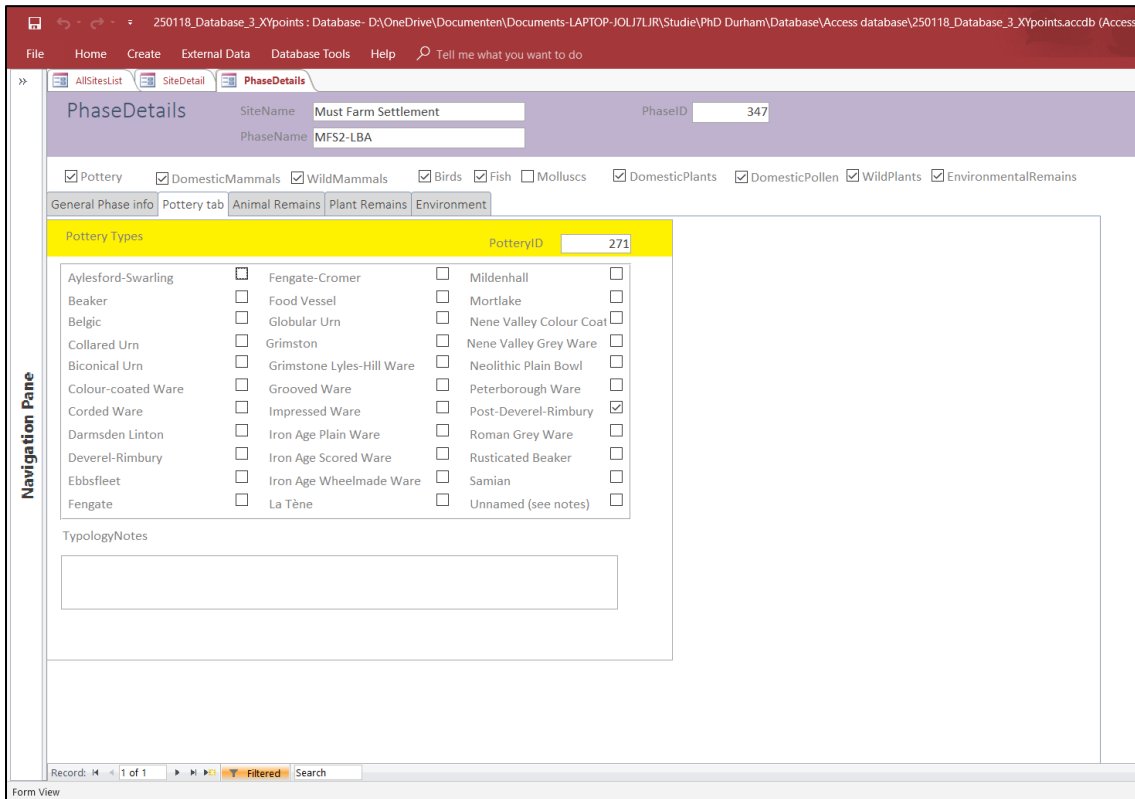 250118_Database_3_XYpoints : Database- D:\OneDrive\Documenten\Documents-LAPTOP-JOLJ7LJR\Studie\PhD Durham\Database\Access database\250118_Database_3_XYpoints.accdb (Access
File Home Create External Data Database Tools Help Tell me what you want to do
AllSitesList SiteDetail PhaseDetails
PhaseDetails SiteName Must Farm Settlement PhaseID 347
PhaseName MFS2-LBA
Pottery DomesticMammals WildMammals Birds Fish Molluscs DomesticPlants DomesticPollen WildPlants EnvironmentalRemains
General Phase info Pottery tab Animal Remains Plant Remains Environment
Pottery Types PotteryID 271
Aylesford-Swarling Fengate-Cromer Mildenhall
Beaker Food Vessel Mortlake
Belgic Globular Urn Nene Valley Colour Coat
Collared Urn Grimston Nene Valley Grey Ware
Biconical Urn Grimstone Lyles-Hill Ware Neolithic Plain Bowl
Colour-coated Ware Grooved Ware Peterborough Ware
Corded Ware Impressed Ware Post-Deverel-Rimbury
Darmsden Linton Iron Age Plain Ware Roman Grey Ware
Deverel-Rimbury Iron Age Scored Ware Rusticated Beaker
Ebbsfleet Iron Age Wheelmade Ware Samian
Fengate La Tène Unnamed (see notes)
TypologyNotes
Navigation Pane
Record: 1 of 1 Filtered Search
Form View